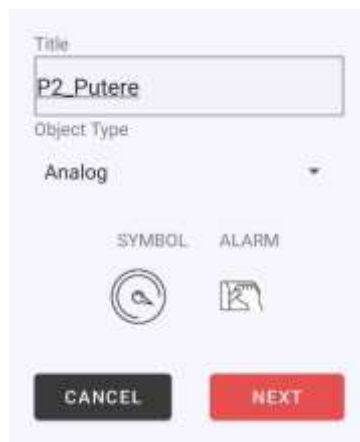 Title
P2_Putere
Object Type
Analog
SYMBOL ALARM
CANCEL NEXT